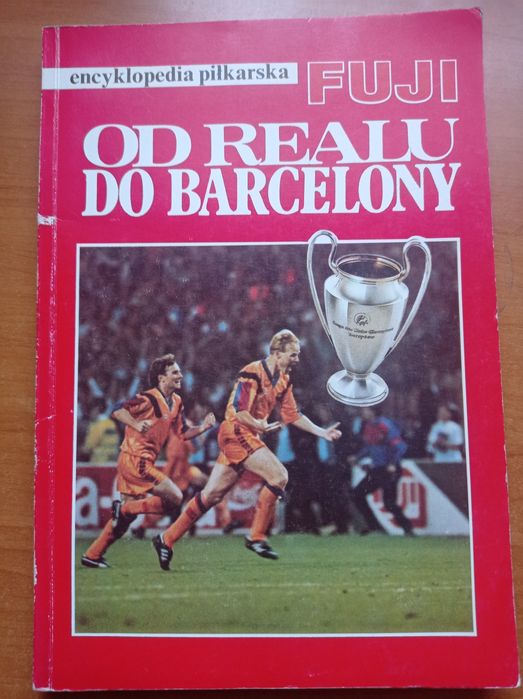 encyklopedia piłkarska
FUJI
OD REALU
DO BARCELONY